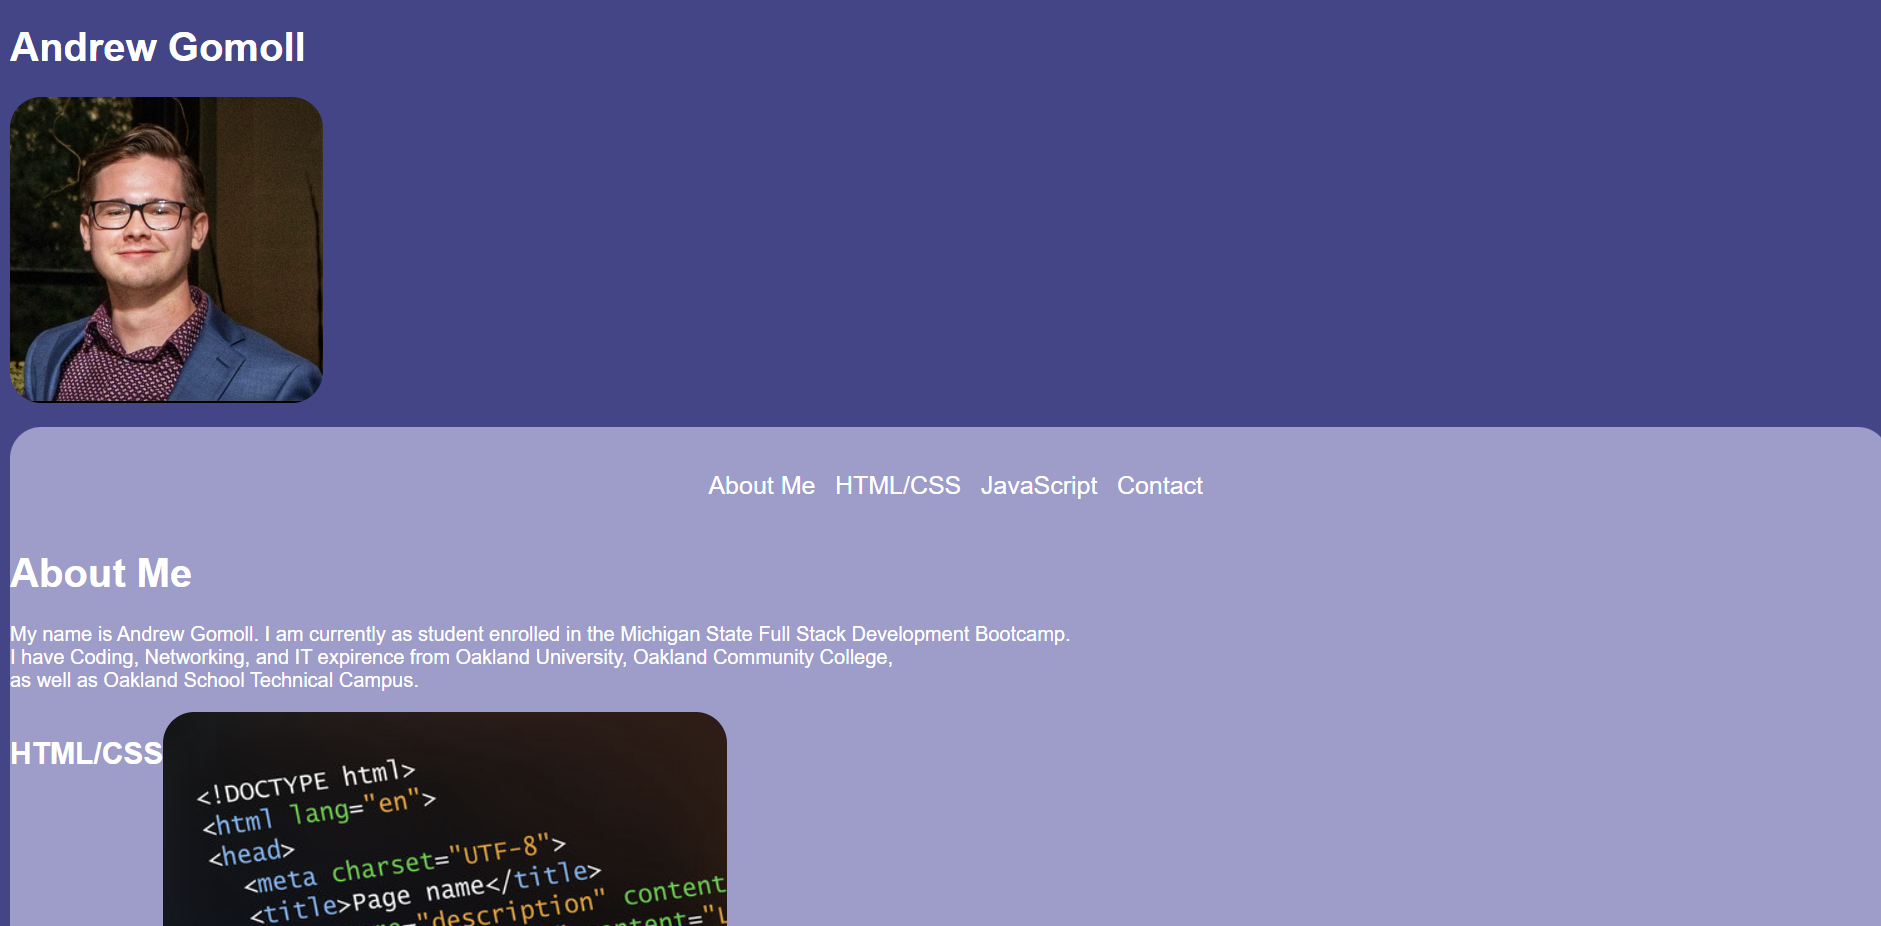 Andrew Gomoll
About Me HTML/CSS JavaScript Contact
About Me
My name is Andrew Gomoll. I am currently as student enrolled in the Michigan State Full Stack Development Bootcamp.
I have Coding, Networking, and IT expirence from Oakland University, Oakland Community College,
as well as Oakland School Technical Campus.
HTML/CSS
<!DOCTYPE html>
<html lang="en">
<head>
<meta charset="UTF-8">
<title>Page name</title>
="description" content
content="L